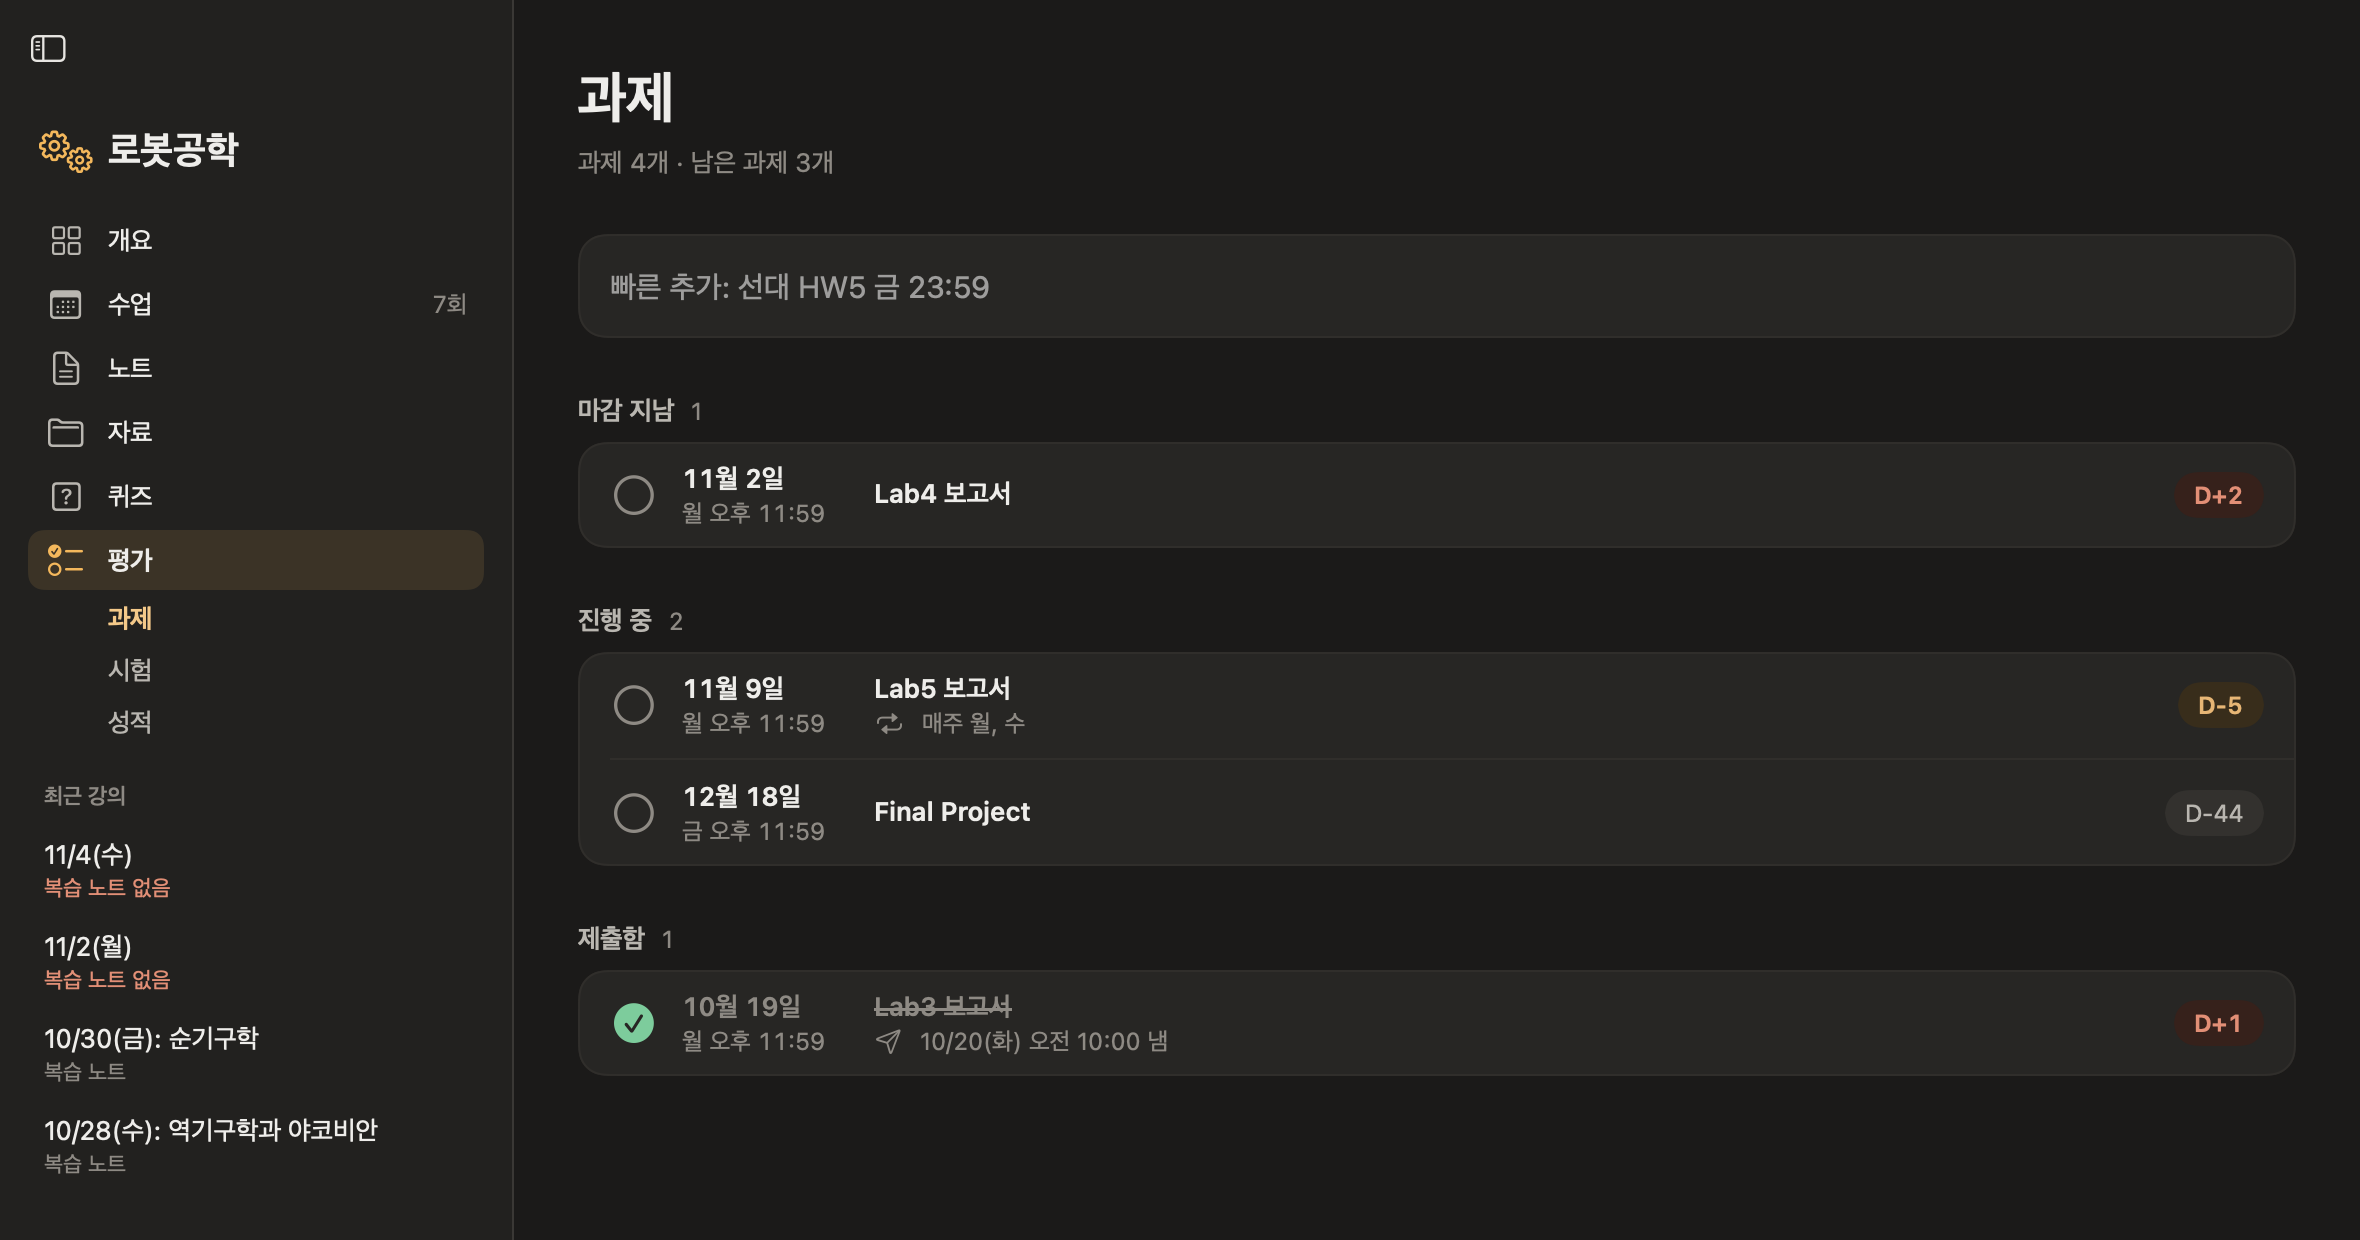 로봇공학
개요
수업 7회
노트
자료
퀴즈
평가
과제
시험
성적
최근 강의
11/4(수)
복습 노트 없음
11/2(월)
복습 노트 없음
10/30(금): 순기구학
복습 노트
10/28(수): 역기구학과 야코비안
복습 노트
과제
과제 4개 · 남은 과제 3개
빠른 추가: 선대 HW5 금 23:59
마감 지남 1
11월 2일
월 오후 11:59
Lab4 보고서
D+2
진행 중 2
11월 9일
월 오후 11:59
Lab5 보고서
매주 월, 수
D-5
12월 18일
금 오후 11:59
Final Project
D-44
제출함 1
10월 19일
월 오후 11:59
Lab3 보고서
10/20(화) 오전 10:00 냄
D+1